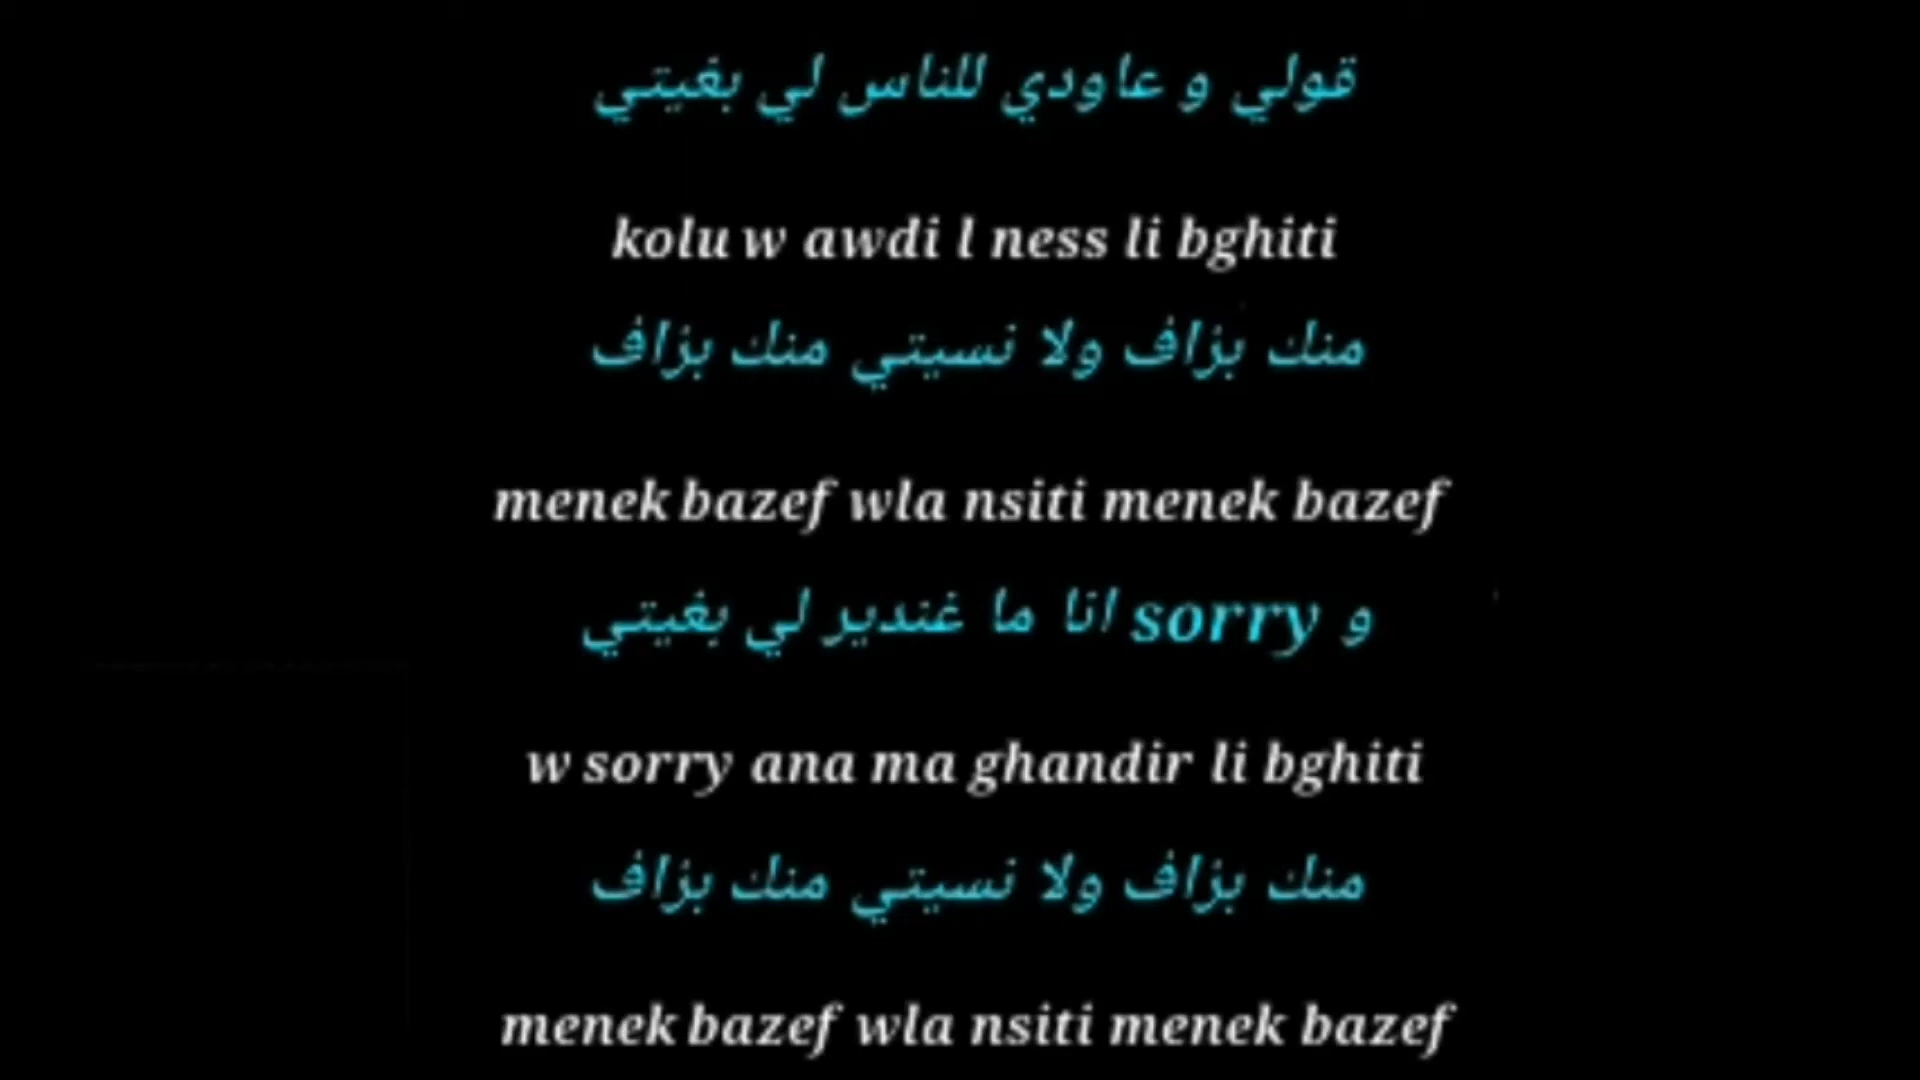 قولي و عاودي للناس لي بغيتي
kolu w awdi l ness li bghiti
منك بزاف ولا نسيتي منك بزاف
menek bazef wla nsiti menek bazef
و sorry انا ما غندير لي بغيتي
w sorry ana ma ghandir li bghiti
منك بزاف ولا نسيتي منك بزاف
menek bazef wla nsiti menek bazef